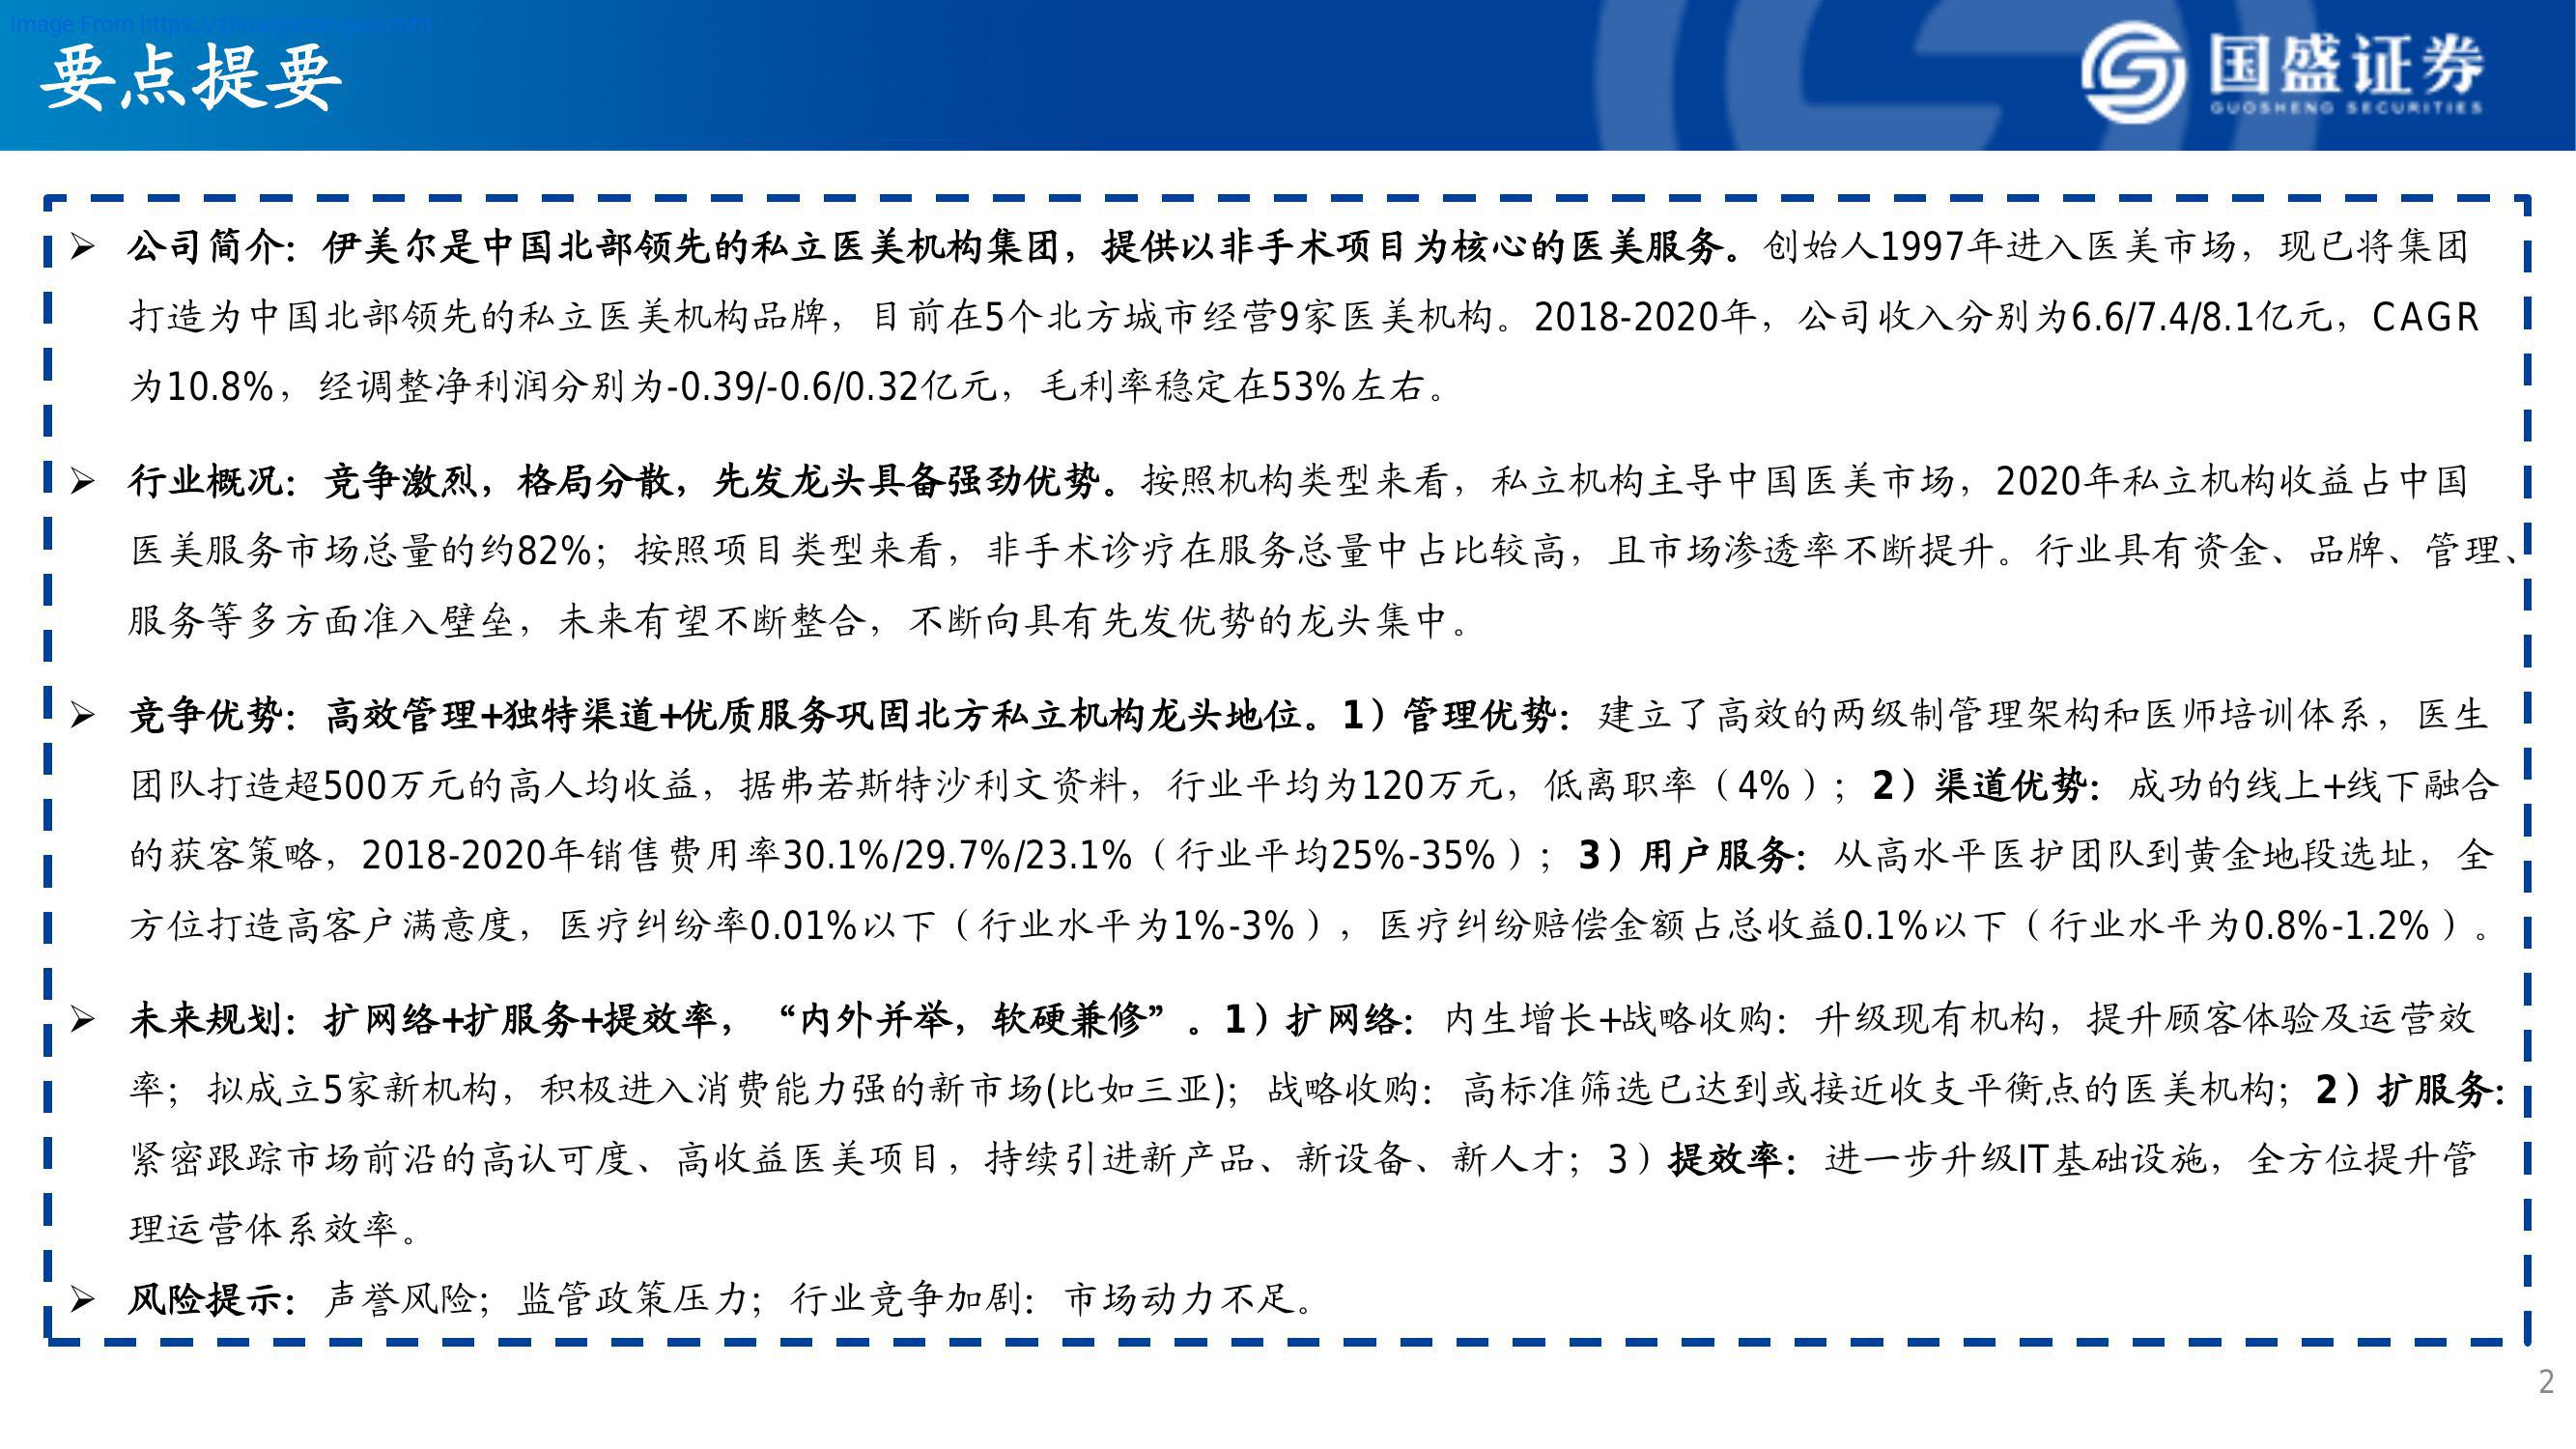 Image From https://zhuanlanzhihu.com
要点提要
国盛证券
GUOSHENG SECURITIES
➢ 公司简介：伊美尔是中国北部领先的私立医美机构集团，提供以非手术项目为核心的医美服务。创始人1997年进入医美市场，现已将集团
打造为中国北部领先的私立医美机构品牌，目前在5个北方城市经营9家医美机构。2018-2020年，公司收入分别为6.6/7.4/8.1亿元，CAGR
为10.8%，经调整净利润分别为-0.39/-0.6/0.32亿元，毛利率稳定在53%左右。
➢ 行业概况：竞争激烈，格局分散，先发龙头具备强劲优势。按照机构类型来看，私立机构主导中国医美市场，2020年私立机构收益占中国
医美服务市场总量的约82%；按照项目类型来看，非手术诊疗在服务总量中占比较高，且市场渗透率不断提升。行业具有资金、品牌、管理、
服务等多方面准入壁垒，未来有望不断整合，不断向具有先发优势的龙头集中。
➢ 竞争优势：高效管理+独特渠道+优质服务巩固北方私立机构龙头地位。1）管理优势：建立了高效的两级制管理架构和医师培训体系，医生
团队打造超500万元的高人均收益，据弗若斯特沙利文资料，行业平均为120万元，低离职率（4%）；2）渠道优势：成功的线上+线下融合
的获客策略，2018-2020年销售费用率30.1%/29.7%/23.1%（行业平均25%-35%）；3）用户服务：从高水平医护团队到黄金地段选址，全
方位打造高客户满意度，医疗纠纷率0.01%以下（行业水平为1%-3%），医疗纠纷赔偿金额占总收益0.1%以下（行业水平为0.8%-1.2%）。
➢ 未来规划：扩网络+扩服务+提效率，“内外并举，软硬兼修”。1）扩网络：内生增长+战略收购：升级现有机构，提升顾客体验及运营效
率；拟成立5家新机构，积极进入消费能力强的新市场(比如三亚)；战略收购：高标准筛选已达到或接近收支平衡点的医美机构；2）扩服务：
紧密跟踪市场前沿的高认可度、高收益医美项目，持续引进新产品、新设备、新人才；3）提效率：进一步升级IT基础设施，全方位提升管
理运营体系效率。
➢ 风险提示：声誉风险；监管政策压力；行业竞争加剧：市场动力不足。
2